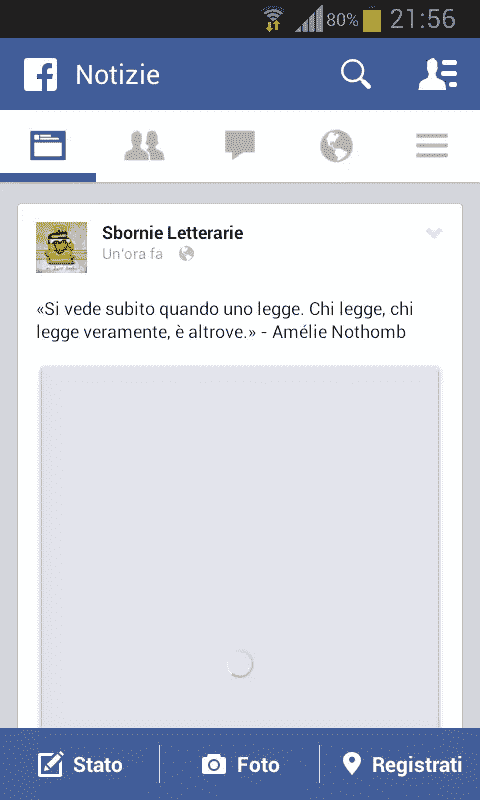 80% 21:56
Notizie
Sbornie Letterarie
Un'ora fa
«Si vede subito quando uno legge. Chi legge, chi
legge veramente, è altrove.» - Amélie Nothomb
Stato Foto Registrati